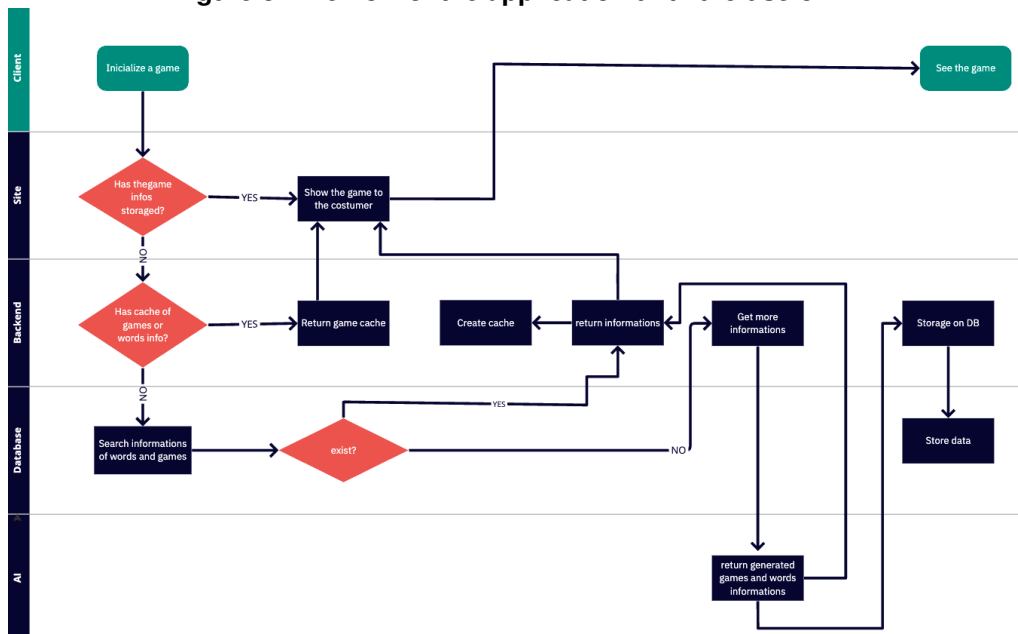 Client
Inicialize a game
See the game
Site
Has thegame
infos
storaged?
YES
Show the game to
the costumer
NO
Backend
Has cache of
games or
words info?
YES
Return game cache
Create cache
return informations
Get more
informations
Storage on DB
NO
Database
Search informations
of words and games
exist?
YES
NO
Store data
AI
return generated
games and words
informations